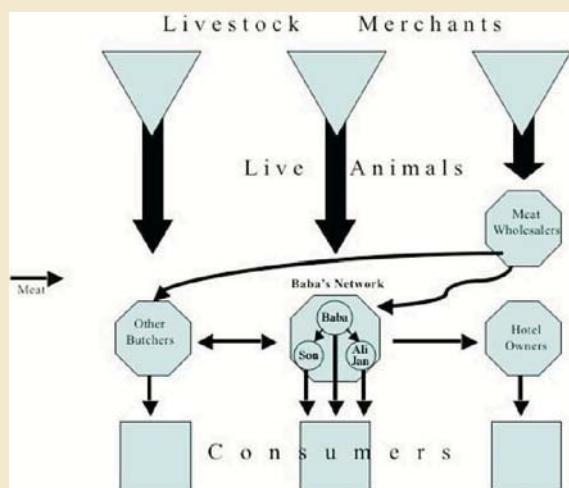 Livestock Merchants
Live Animals
Meat
Wholesalers
Meat
Baba's Network
Other
Butchers
Baba
Son
Ali
Jan
Hotel
Owners
Consumers